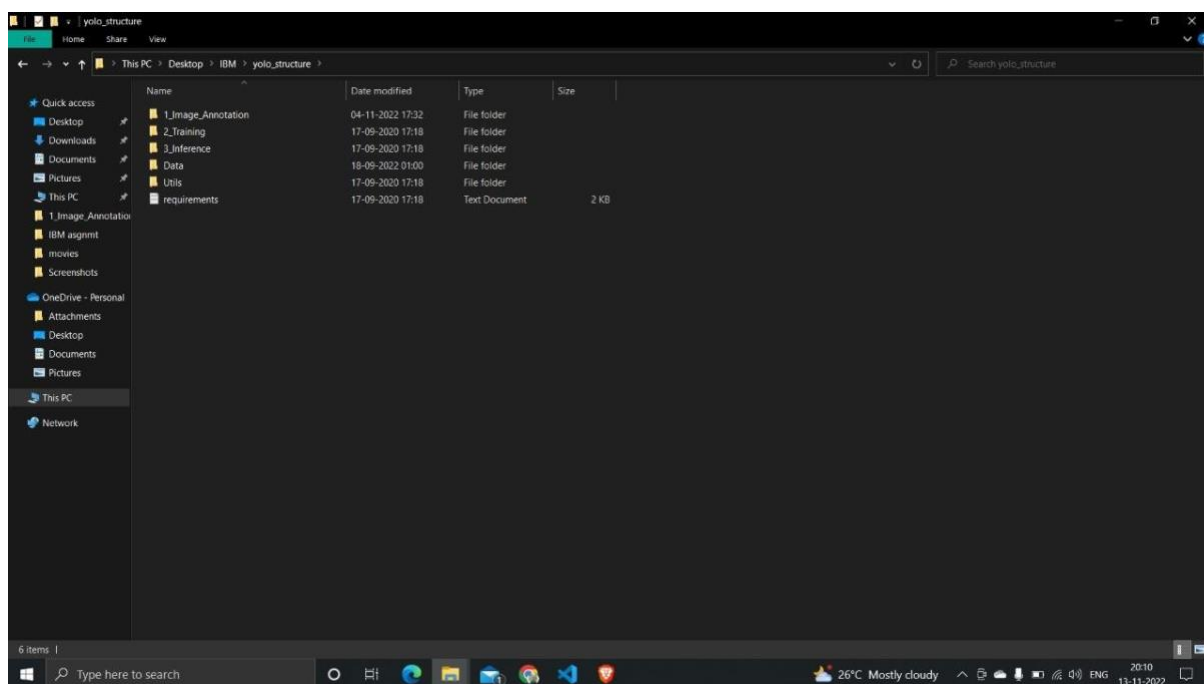 yolo_structure
File Home Share View
This PC > Desktop > IBM > yolo_structure >
Search yolo_structure
Name Date modified Type Size
Quick access
Desktop
Downloads
Documents
Pictures
This PC
1_Image_Annotatio
IBM asgnmt
movies
Screenshots
OneDrive - Personal
Attachments
Desktop
Documents
Pictures
This PC
Network
1_Image_Annotation 04-11-2022 17:32 File folder
2_Training 17-09-2020 17:18 File folder
3_Inference 17-09-2020 17:18 File folder
Data 18-09-2022 01:00 File folder
Utils 17-09-2020 17:18 File folder
requirements 17-09-2020 17:18 Text Document 2 KB
6 items
Type here to search
26°C Mostly cloudy
ENG
20:10
13-11-2022